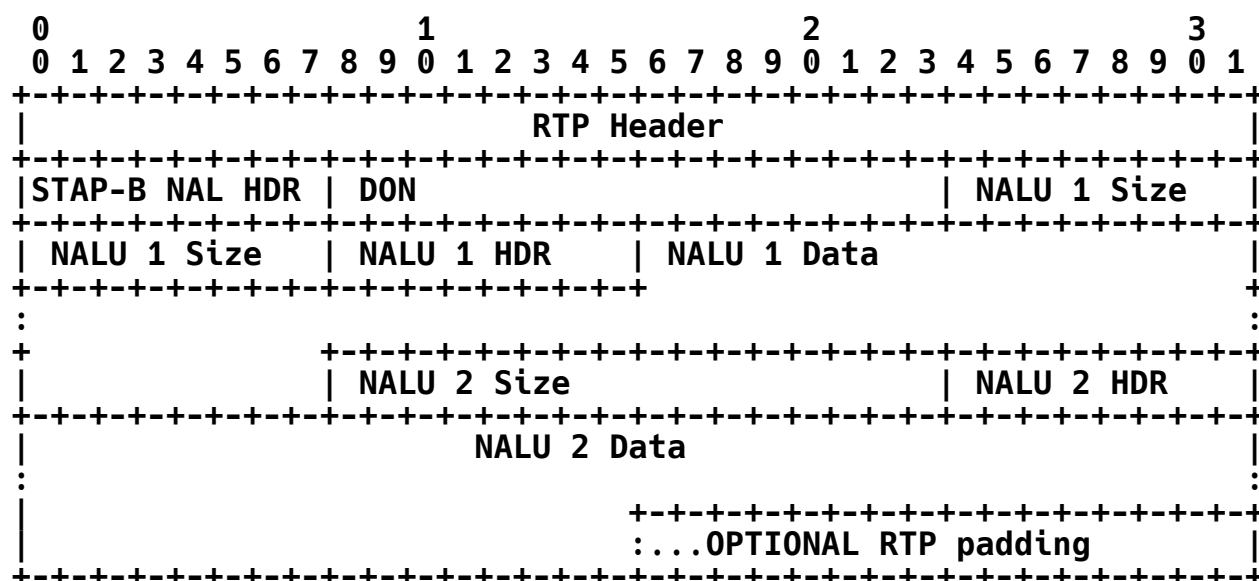 0                   1                   2                   3
 0 1 2 3 4 5 6 7 8 9 0 1 2 3 4 5 6 7 8 9 0 1 2 3 4 5 6 7 8 9 0 1
+-+-+-+-+-+-+-+-+-+-+-+-+-+-+-+-+-+-+-+-+-+-+-+-+-+-+-+-+-+-+-+-+
|                          RTP Header                           |
+-+-+-+-+-+-+-+-+-+-+-+-+-+-+-+-+-+-+-+-+-+-+-+-+-+-+-+-+-+-+-+-+
|STAP-B NAL HDR | DON                           | NALU 1 Size   |
+-+-+-+-+-+-+-+-+-+-+-+-+-+-+-+-+-+-+-+-+-+-+-+-+-+-+-+-+-+-+-+-+
| NALU 1 Size   | NALU 1 HDR    | NALU 1 Data                   |
+-+-+-+-+-+-+-+-+-+-+-+-+-+-+-+-+                               +
:                                                               :
+               +-+-+-+-+-+-+-+-+-+-+-+-+-+-+-+-+-+-+-+-+-+-+-+-+
|               | NALU 2 Size                   | NALU 2 HDR    |
+-+-+-+-+-+-+-+-+-+-+-+-+-+-+-+-+-+-+-+-+-+-+-+-+-+-+-+-+-+-+-+-+
|                       NALU 2 Data                             |
:                                                               :
|                               +-+-+-+-+-+-+-+-+-+-+-+-+-+-+-+-+
|                               :...OPTIONAL RTP padding        |
+-+-+-+-+-+-+-+-+-+-+-+-+-+-+-+-+-+-+-+-+-+-+-+-+-+-+-+-+-+-+-+-+